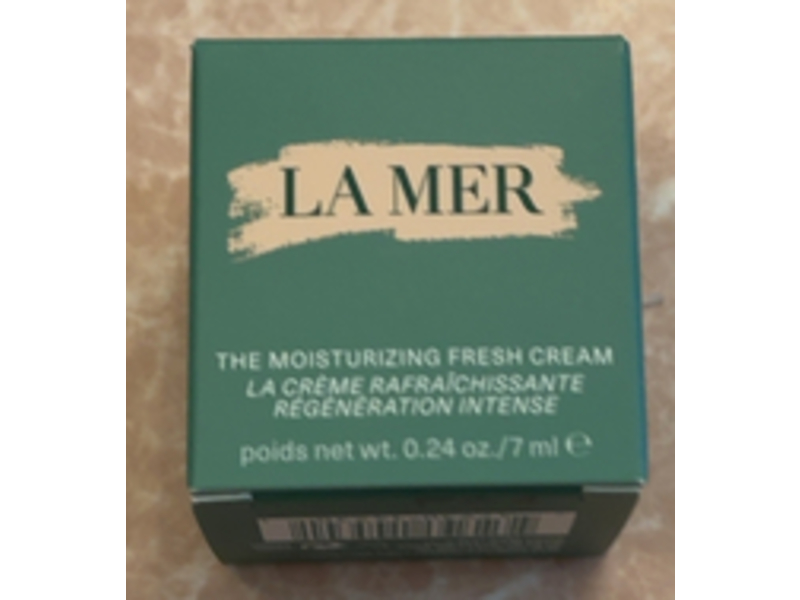 LA MER
THE MOISTURIZING FRESH CREAM
LA CRÈME RAFRAÎCHISSANTE
RÉGÉNÉRATION INTENSE
poids net wt. 0.24 oz./7 ml ℮